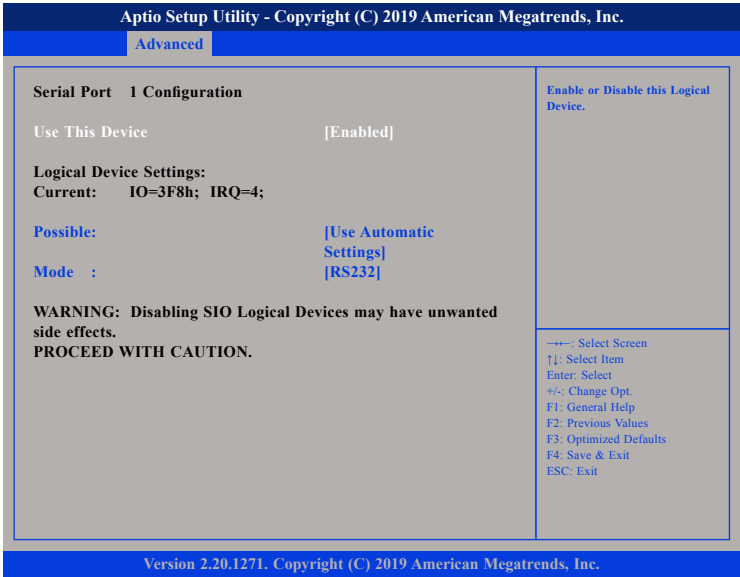 Aptio Setup Utility - Copyright (C) 2019 American Megatrends, Inc.
Advanced
Serial Port 1 Configuration
Use This Device [Enabled]
Logical Device Settings:
Current: IO=3F8h; IRQ=4;
Possible: [Use Automatic
Settings]
Mode : [RS232]
WARNING: Disabling SIO Logical Devices may have unwanted
side effects.
PROCEED WITH CAUTION.
Enable or Disable this Logical
Device.
→←: Select Screen
↑↓: Select Item
Enter: Select
+/-: Change Opt.
F1: General Help
F2: Previous Values
F3: Optimized Defaults
F4: Save & Exit
ESC: Exit
Version 2.20.1271. Copyright (C) 2019 American Megatrends, Inc.